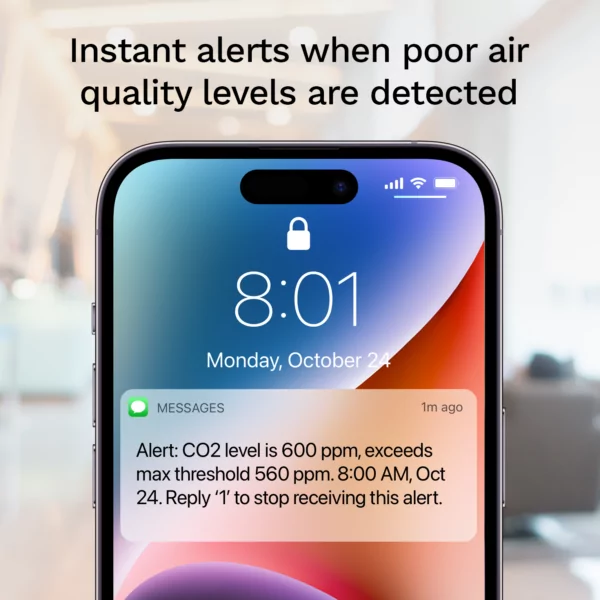 Instant alerts when poor air
quality levels are detected
8:01
Monday, October 24
MESSAGES 1m ago
Alert: CO2 level is 600 ppm, exceeds
max threshold 560 ppm. 8:00 AM, Oct
24. Reply ‘1’ to stop receiving this alert.